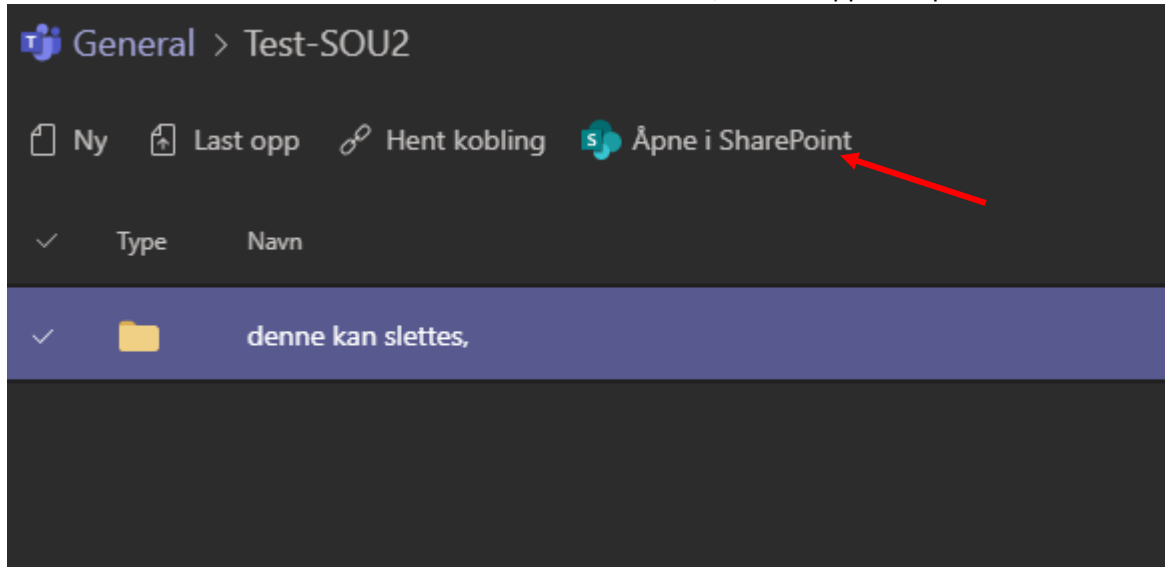 General > Test-SOU2
Ny Last opp Hent kobling Åpne i SharePoint
Type Navn
denne kan slettes,